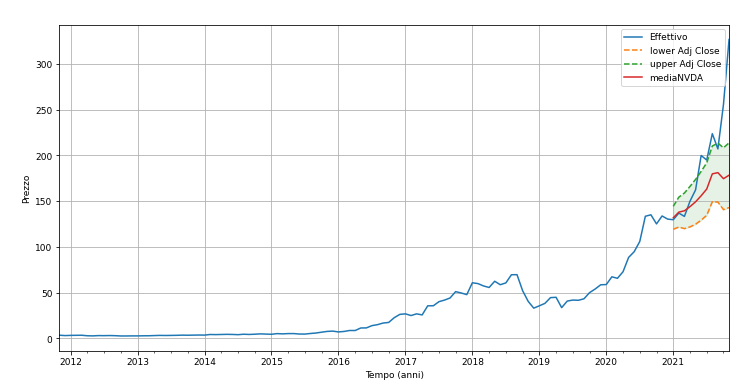 Effettivo
lower Adj Close
upper Adj Close
mediaNVDA
300
250
200
150
100
50
0
Prezzo
2012 2013 2014 2015 2016 2017 2018 2019 2020 2021
Tempo (anni)